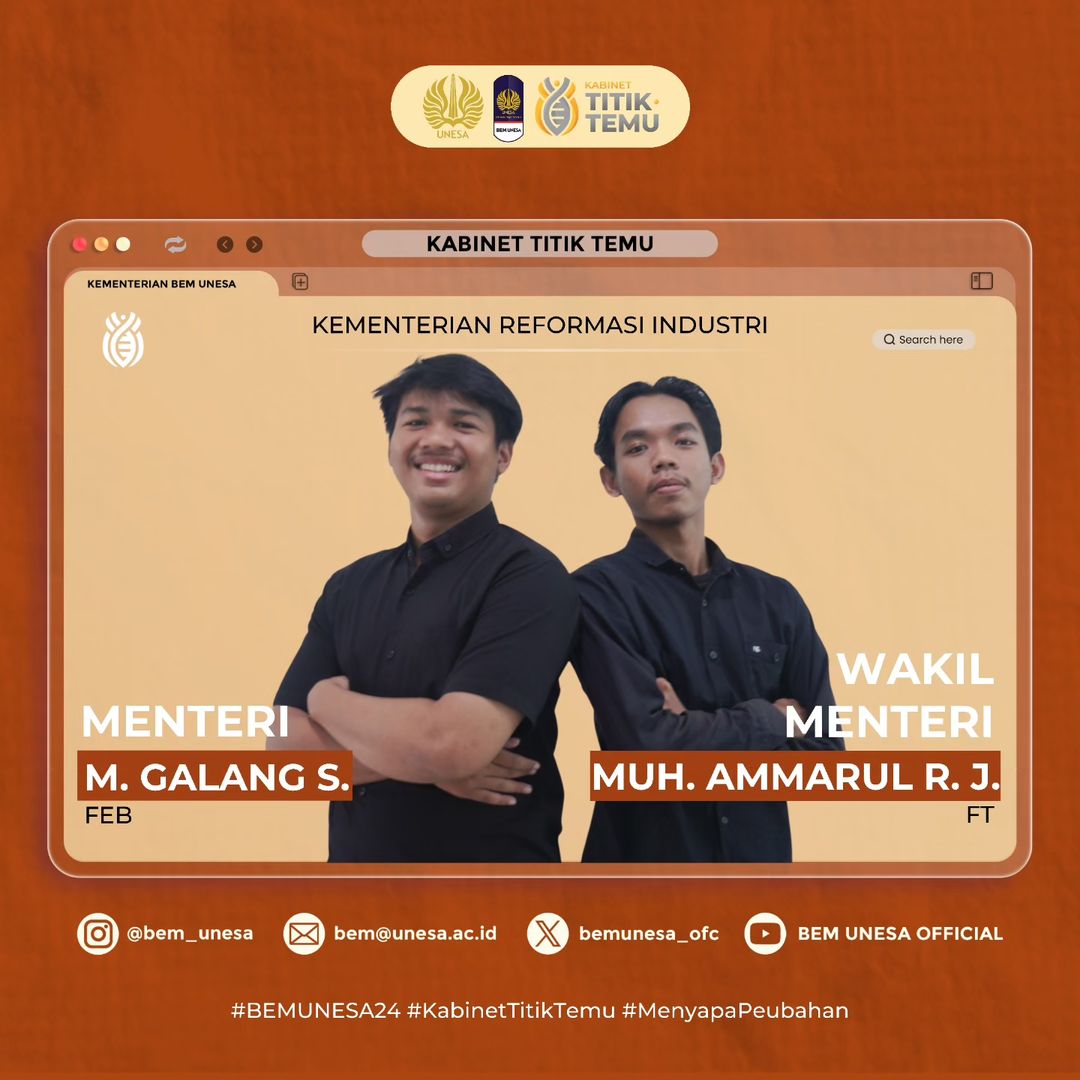 UNESA
UNESA
BEM UNESA
KABINET
TITIK
TEMU
KABINET TITIK TEMU
KEMENTERIAN BEM UNESA
KEMENTERIAN REFORMASI INDUSTRI
Search here
MENTERI
M. GALANG S.
FEB
WAKIL
MENTERI
MUH. AMMARUL R. J.
FT
@bem_unesa
bem@unesa.ac.id
bemunesa_ofc
BEM UNESA OFFICIAL
#BEMUNESA24 #KabinetTitikTemu #MenyapaPeubahan